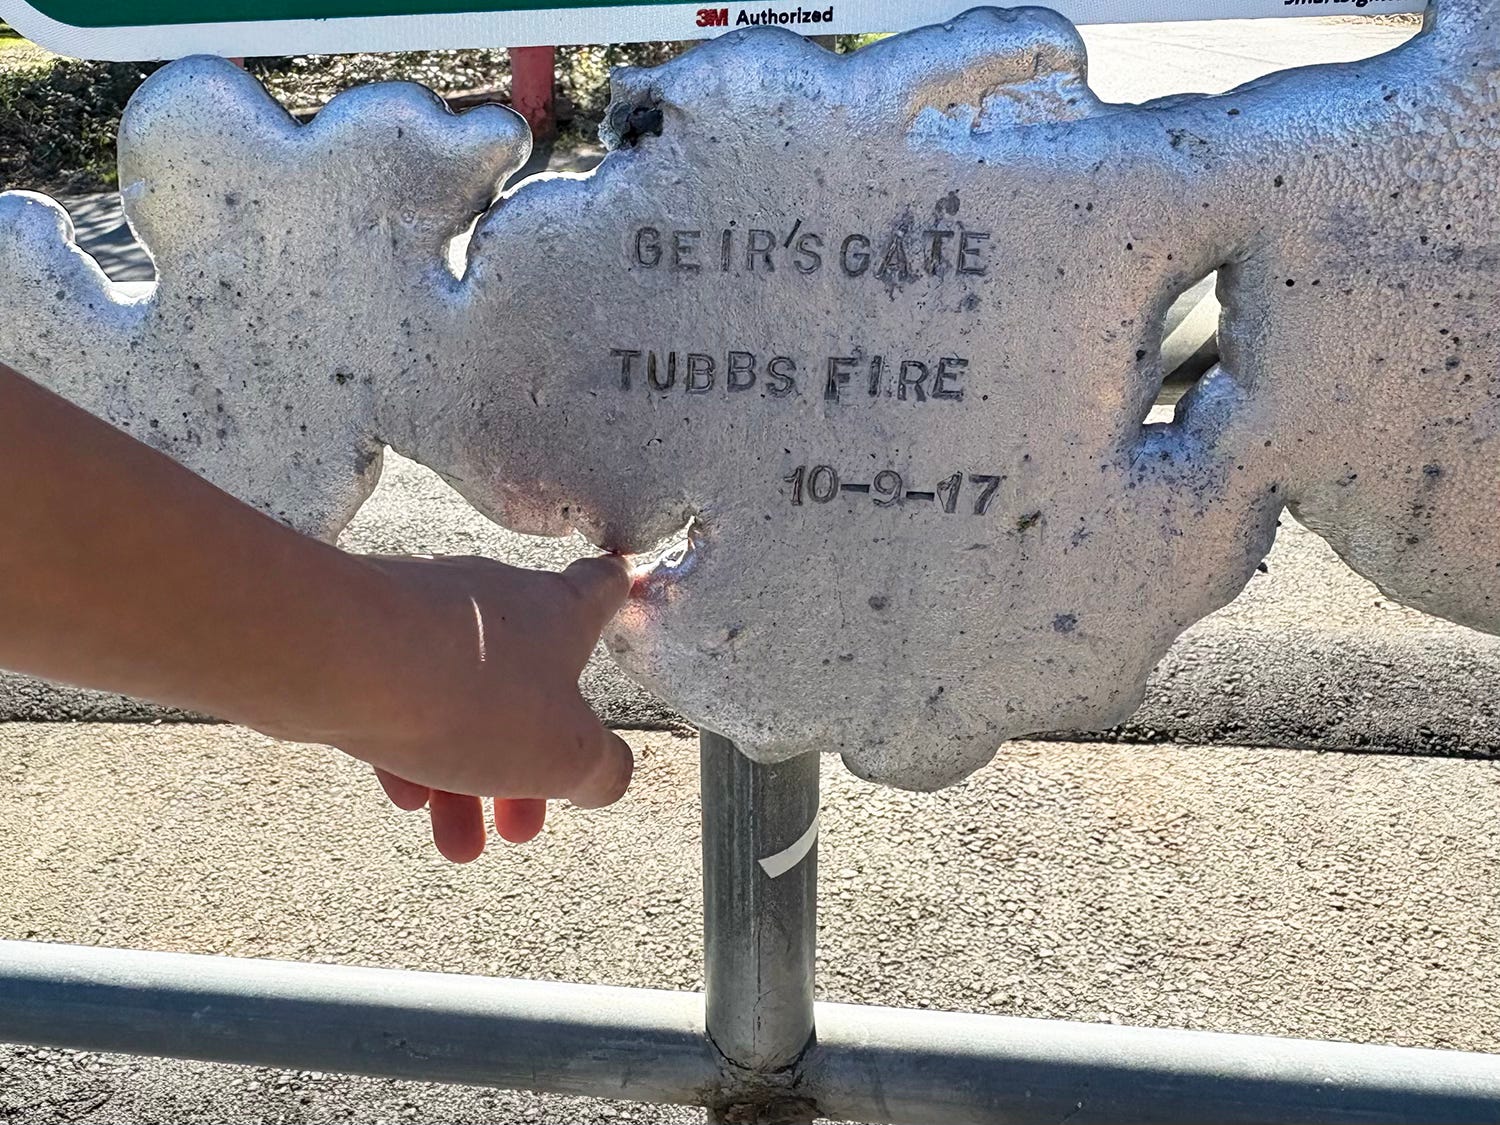 3M Authorized
GEIR'S GATE
TUBBS FIRE
10-9-17